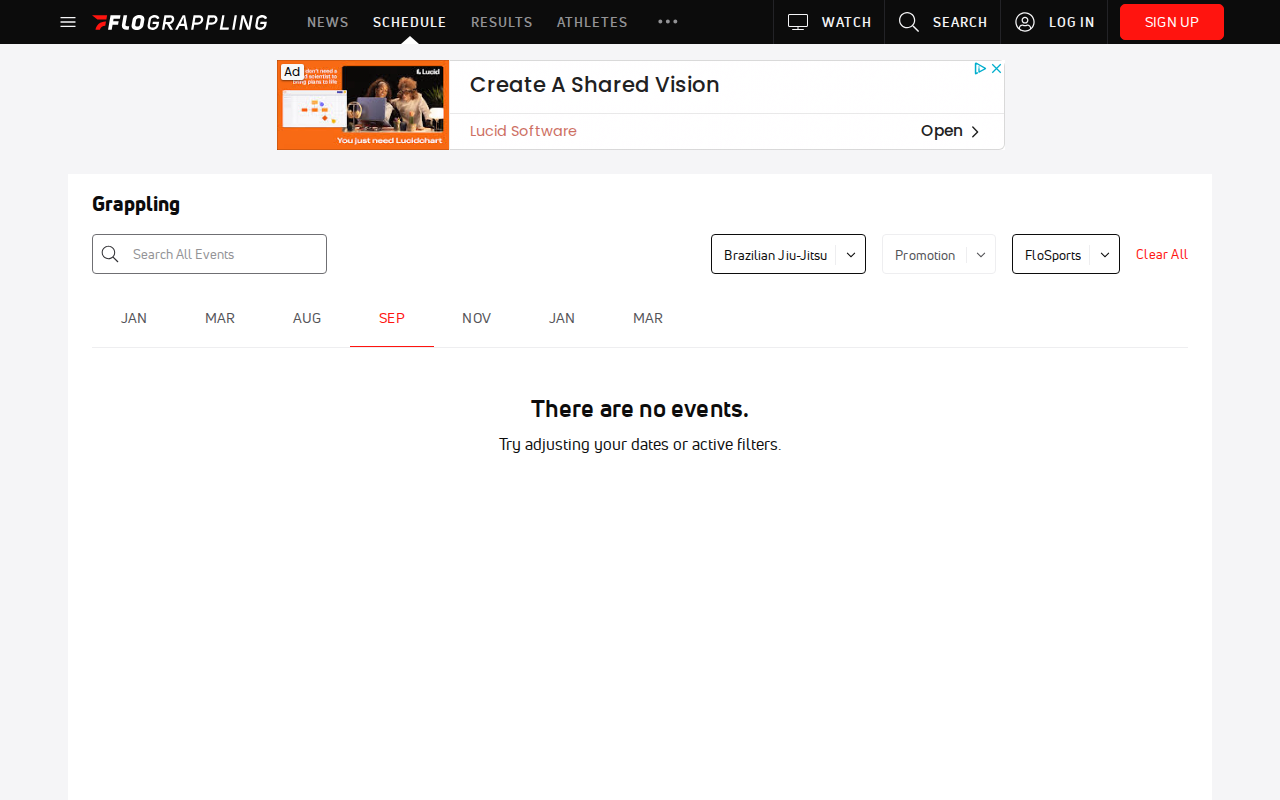 FLOGRAPPLING
NEWS
SCHEDULE
RESULTS
ATHLETES
WATCH
SEARCH
LOG IN
SIGN UP
Ad
Lucid
You just need Lucidchart
Create A Shared Vision
Lucid Software
Open
Grappling
Search All Events
Brazilian Jiu-Jitsu
Promotion
FloSports
Clear All
JAN
MAR
AUG
SEP
NOV
JAN
MAR
There are no events.
Try adjusting your dates or active filters.